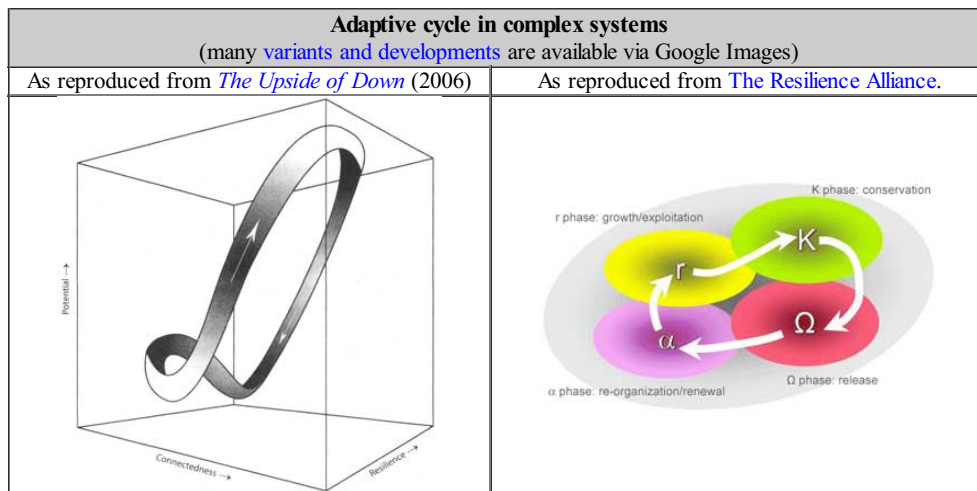 Adaptive cycle in complex systems
(many variants and developments are available via Google Images)
As reproduced from The Upside of Down (2006)
As reproduced from The Resilience Alliance.
Potential →
Connectedness →
Resilience →
K phase: conservation
r phase: growth/exploitation
K
r
Ω
α
Ω phase: release
α phase: re-organization/renewal